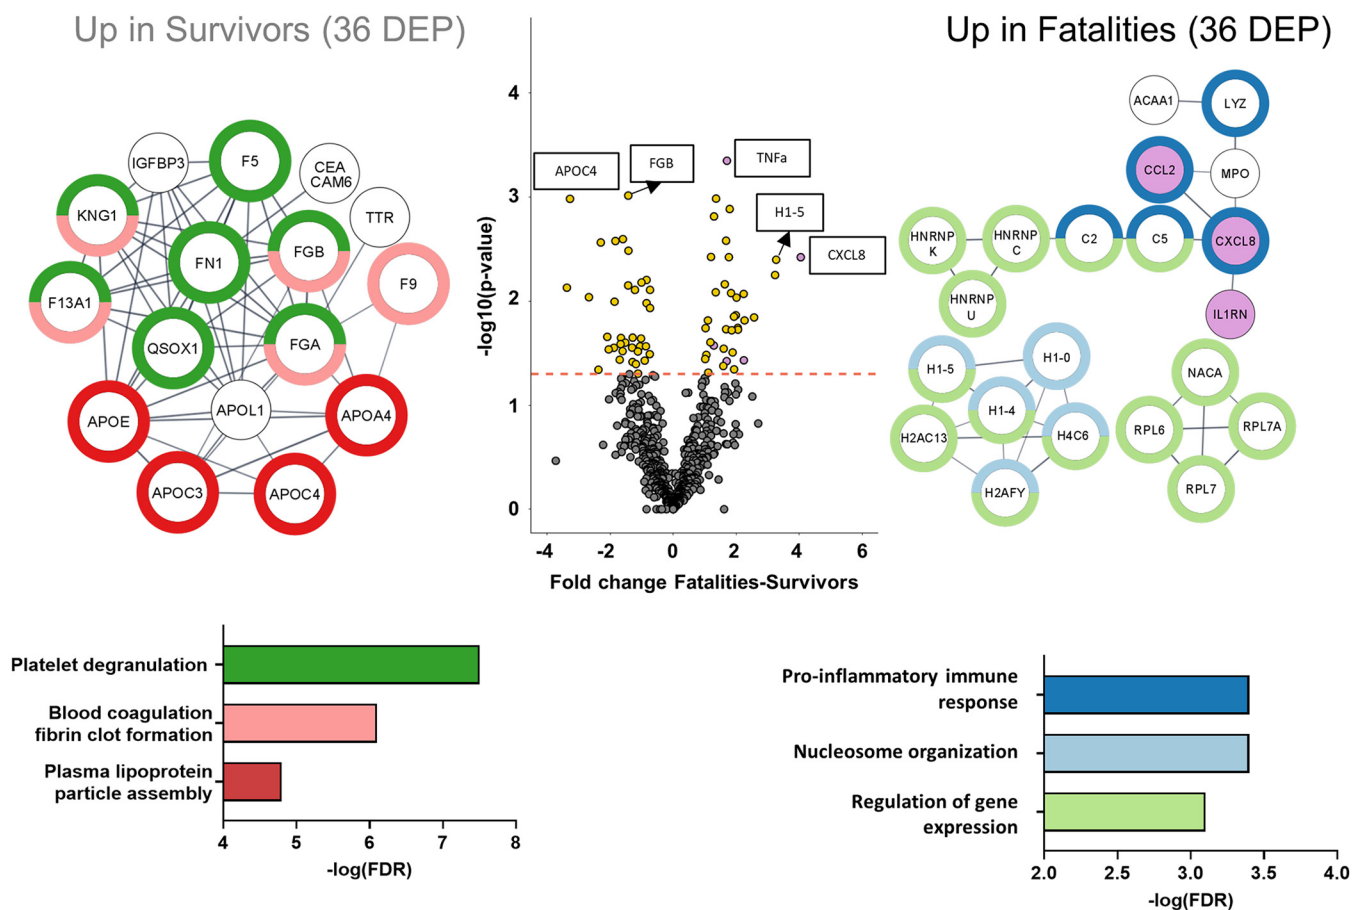 Up in Survivors (36 DEP)
IGFBP3
F5
CEA
CAM6
KNG1
TTR
FGB
FN1
F9
F13A1
QSOX1
FGA
APOE
APOL1
APOA4
APOC3
APOC4
4
3
2
1
0
-log10(p-value)
APOC4
FGB
TNFa
H1-5
CXCL8
-4
-2
0
2
4
6
Fold change Fatalities-Survivors
Up in Fatalities (36 DEP)
ACAA1
LYZ
CCL2
MPO
HNRNP
K
HNRNP
C
C2
C5
CXCL8
HNRNP
U
IL1RN
H1-5
H1-0
H1-4
H2AC13
H4C6
H2AFY
NACA
RPL6
RPL7A
RPL7
Platelet degranulation
Blood coagulation
fibrin clot formation
Plasma lipoprotein
particle assembly
4
5
6
7
8
-log(FDR)
Pro-inflammatory immune
response
Nucleosome organization
Regulation of gene
expression
2.0
2.5
3.0
3.5
4.0
-log(FDR)